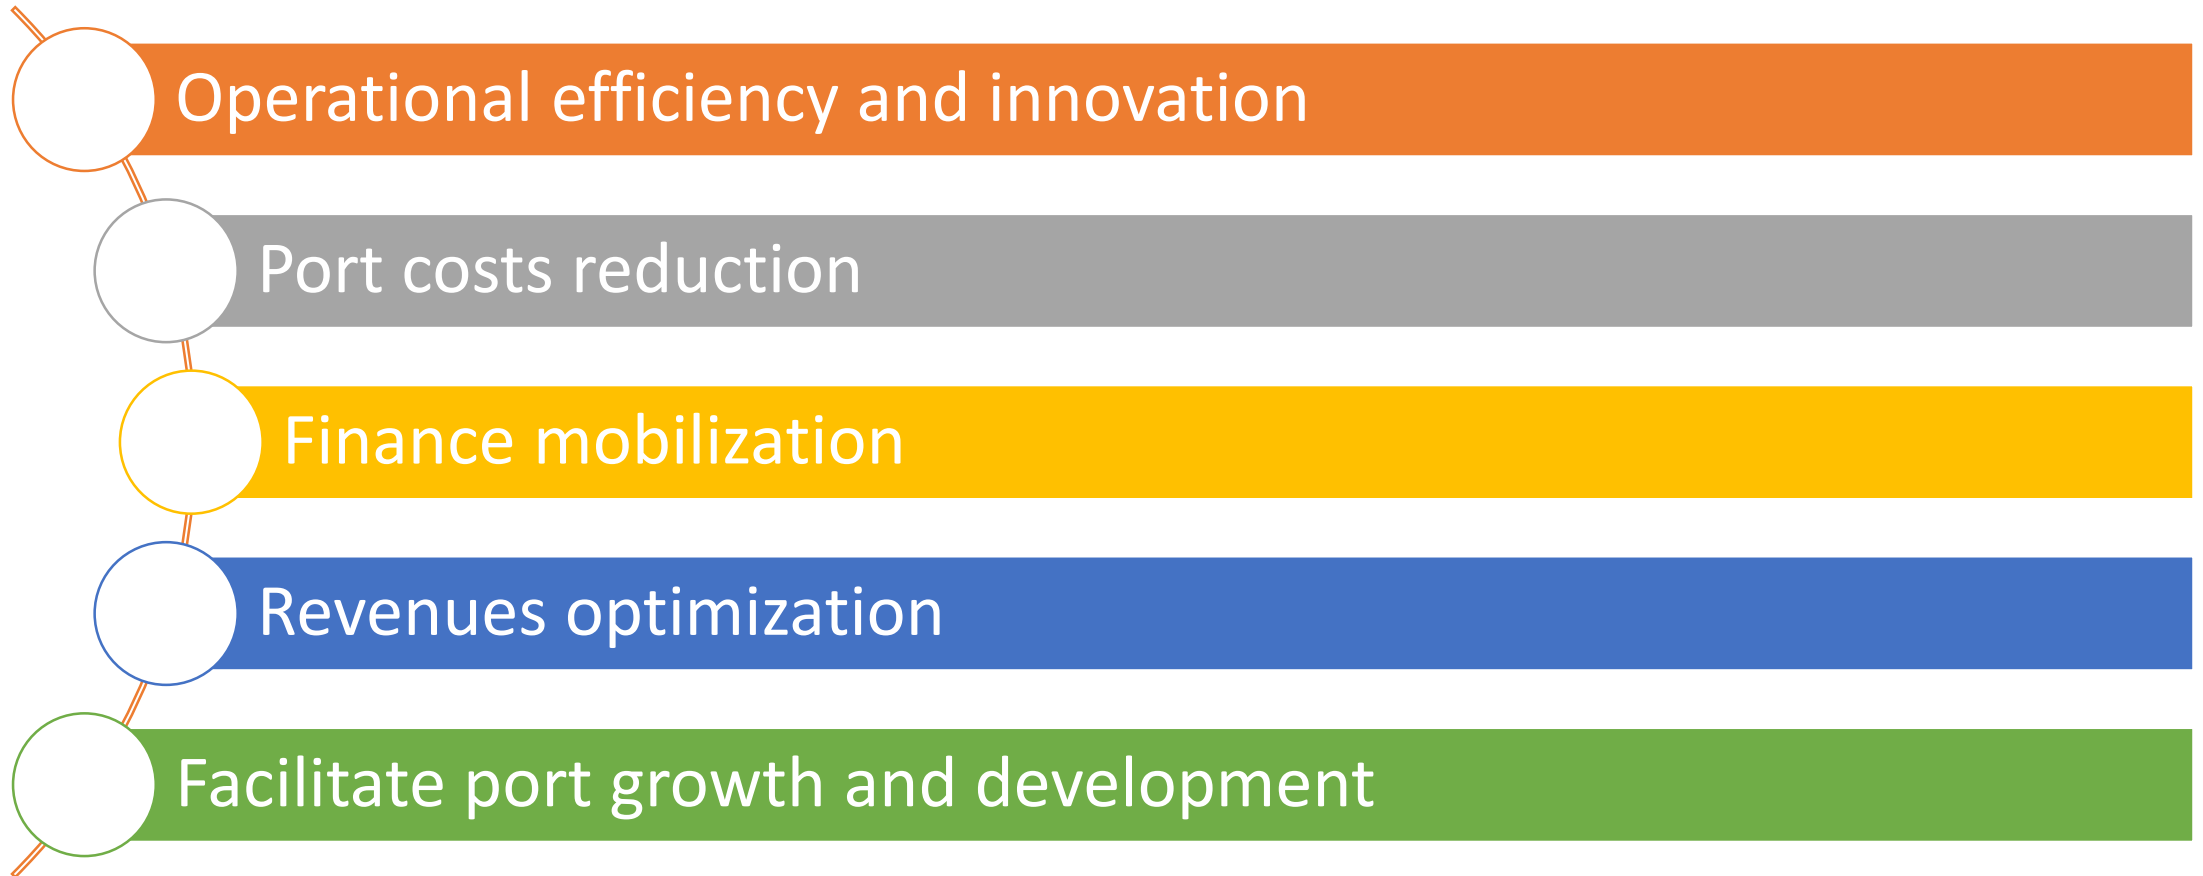 Operational efficiency and innovation
Port costs reduction
Finance mobilization
Revenues optimization
Facilitate port growth and development